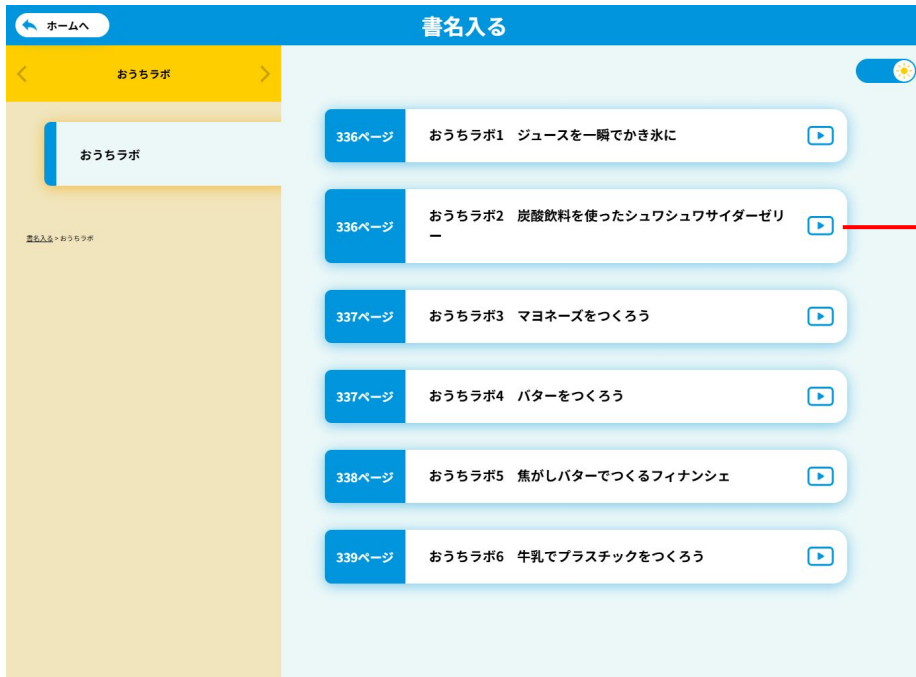 ホームへ
書名入る
おうちラボ
おうちラボ
書名入る>おうちラボ
336ページ
おうちラボ1 ジュースを一瞬でかき氷に
336ページ
おうちラボ2 炭酸飲料を使ったシュワシュワサイダーゼリ
ー
337ページ
おうちラボ3 マヨネーズをつくろう
337ページ
おうちラボ4 バターをつくろう
338ページ
おうちラボ5 焦がしバターでつくるフィナンシェ
339ページ
おうちラボ6 牛乳でプラスチックをつくろう